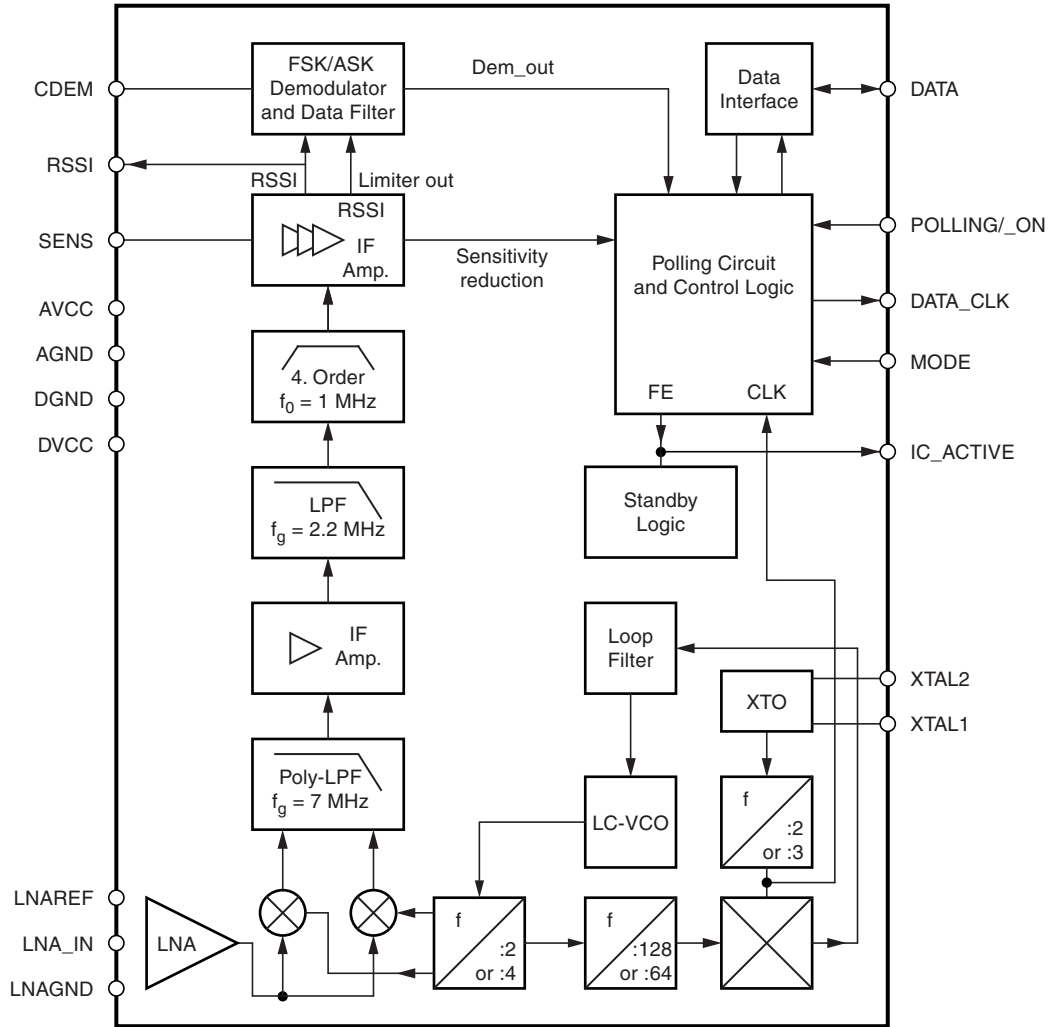 CDEM
RSSI
SENS
AVCC
AGND
DGND
DVCC
LNAREF
LNA_IN
LNAGND
FSK/ASK
Demodulator
and Data Filter
Dem_out
RSSI
Limiter out
RSSI
IF
Amp.
Sensitivity
reduction
4. Order
f0 = 1 MHz
LPF
fg = 2.2 MHz
IF
Amp.
Poly-LPF
fg = 7 MHz
LNA
Data
Interface
Polling Circuit
and Control Logic
FE
CLK
Standby
Logic
Loop
Filter
XTO
LC-VCO
f
:2
or :3
f
:2
or :4
f
:128
or :64
DATA
POLLING/_ON
DATA_CLK
MODE
IC_ACTIVE
XTAL2
XTAL1